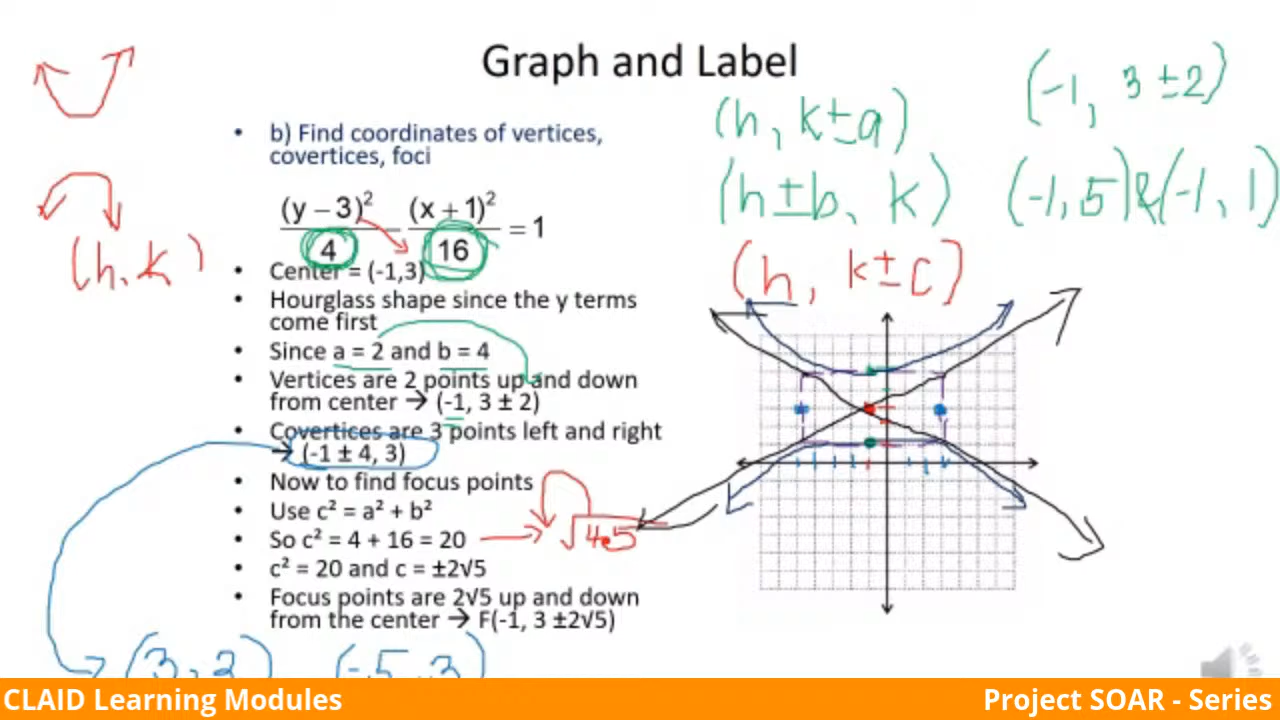 Graph and Label
(-1, 3 ±2)
(h, k±a)
• b) Find coordinates of vertices,
covertices, foci
(h±b, k) (-1, 5) & (-1, 1)
(y – 3)² – (x + 1)² = 1
4 16
(h, k)
(h, k±c)
• Center = (-1,3)
• Hourglass shape since the y terms
come first
• Since a = 2 and b = 4
• Vertices are 2 points up and down
from center → (-1, 3 ± 2)
• Covertices are 3 points left and right
→ (-1 ± 4, 3)
• Now to find focus points
• Use c² = a² + b²
• So c² = 4 + 16 = 20
√4•5
• c² = 20 and c = ±2√5
• Focus points are 2√5 up and down
from the center → F(-1, 3 ±2√5)
(3, 3) (-5, 3)
CLAID Learning Modules Project SOAR - Series